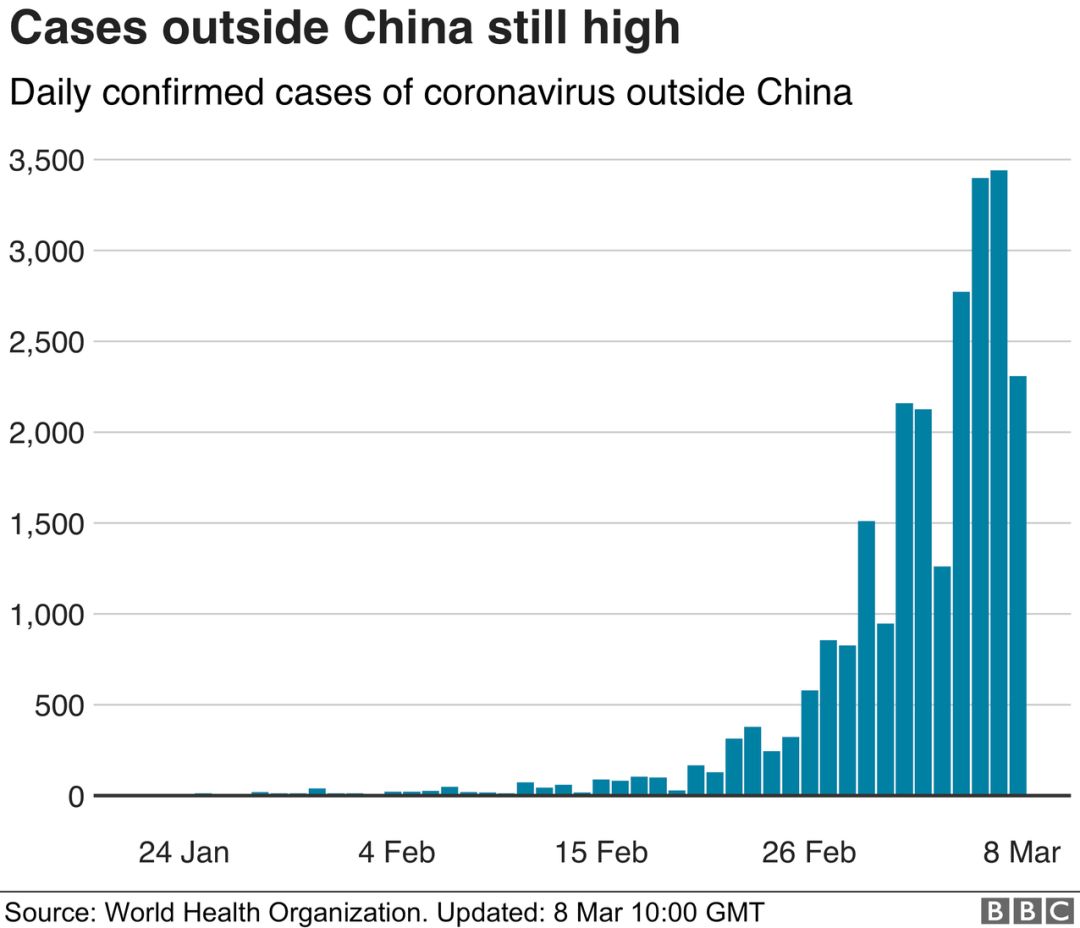 Cases outside China still high
Daily confirmed cases of coronavirus outside China
3,500
3,000
2,500
2,000
1,500
1,000
500
0
24 Jan 4 Feb 15 Feb 26 Feb 8 Mar
Source: World Health Organization. Updated: 8 Mar 10:00 GMT
BBC